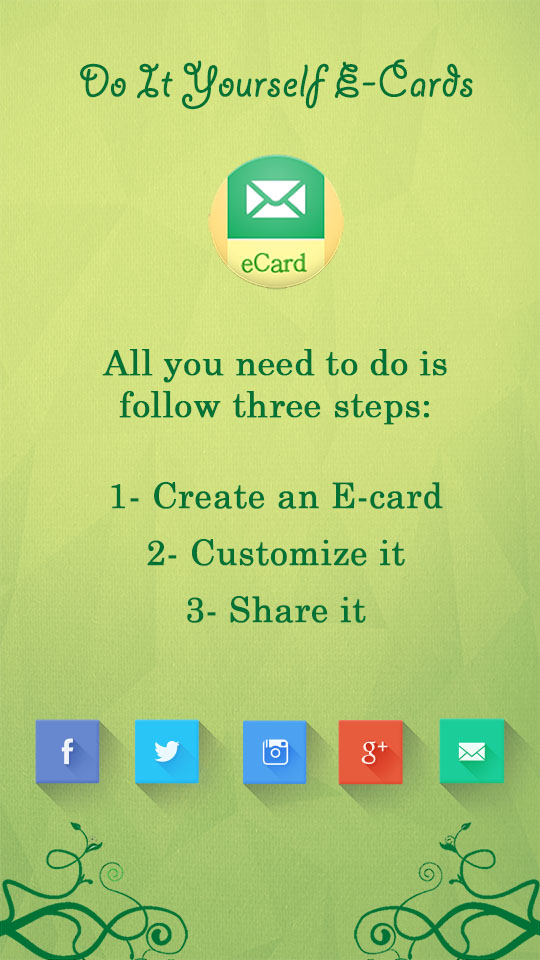 Do It Yourself E-Cards
eCard
All you need to do is
follow three steps:
1- Create an E-card
2- Customize it
3- Share it
f
g+